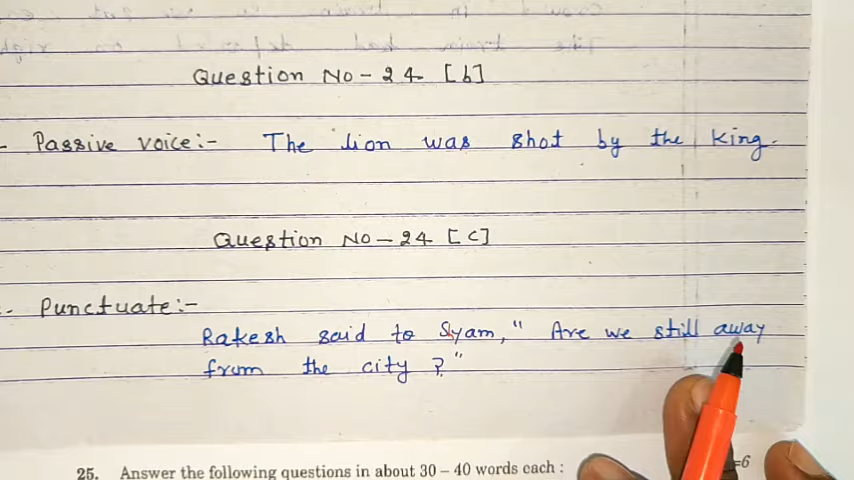 Question No - 24 [b]
- Passive voice:- The lion was shot by the king.
Question No - 24 [c]
- Punctuate:-
Rakesh said to Syam, " Are we still away
from the city ? "
25. Answer the following questions in about 30 – 40 words each : =6